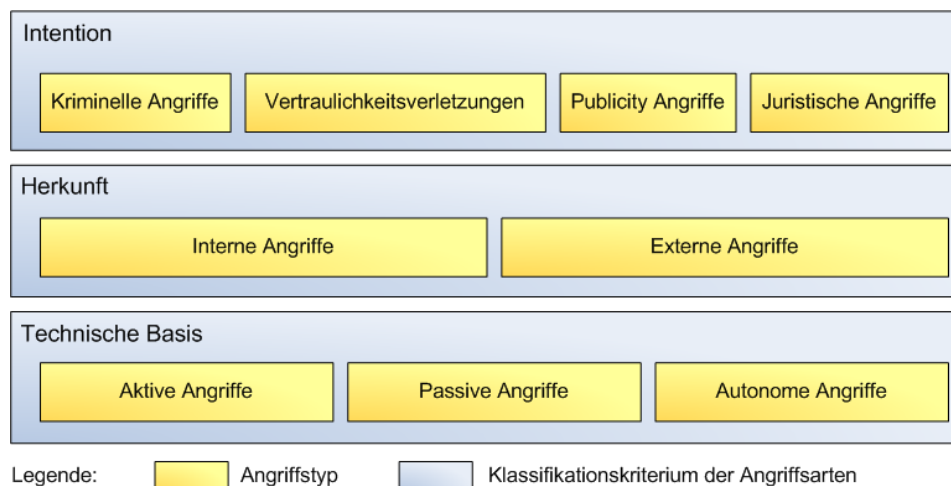 Intention
Kriminelle Angriffe Vertraulichkeitsverletzungen Publicity Angriffe Juristische Angriffe
Herkunft
Interne Angriffe Externe Angriffe
Technische Basis
Aktive Angriffe Passive Angriffe Autonome Angriffe
Legende: Angriffstyp Klassifikationskriterium der Angriffsarten